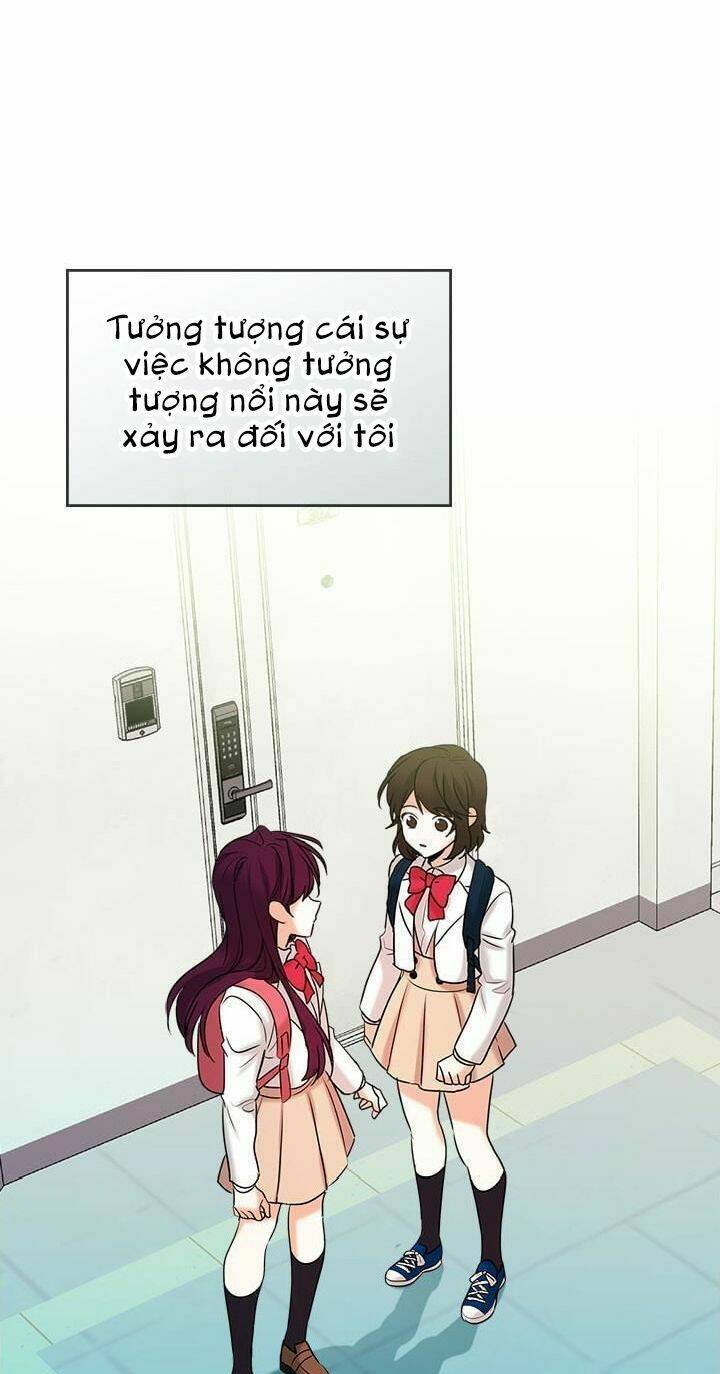 Tưởng tượng cái sự
việc không tưởng
tượng nổi này sẽ
xảy ra đối với tôi